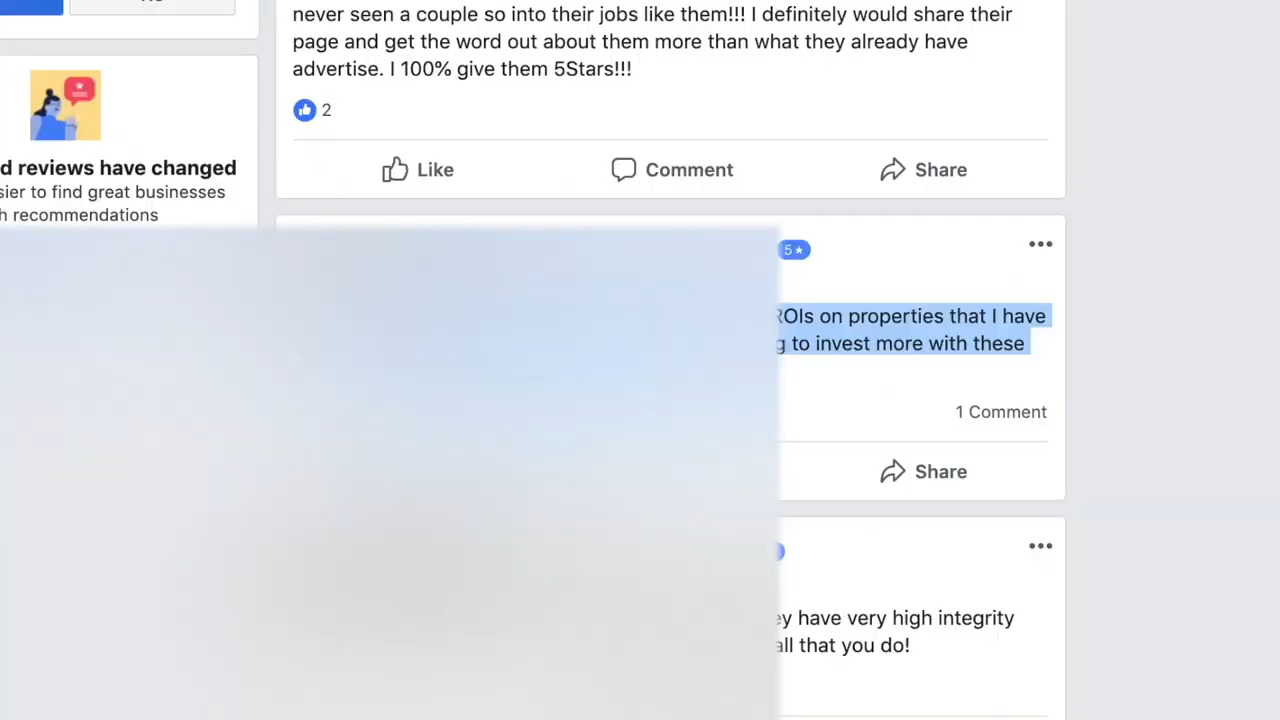 never seen a couple so into their jobs like them!!! I definitely would share their
page and get the word out about them more than what they already have
advertise. I 100% give them 5Stars!!!
2
d reviews have changed
sier to find great businesses
h recommendations
Like
Comment
Share
5★
ROIs on properties that I have
g to invest more with these
1 Comment
Share
ey have very high integrity
all that you do!